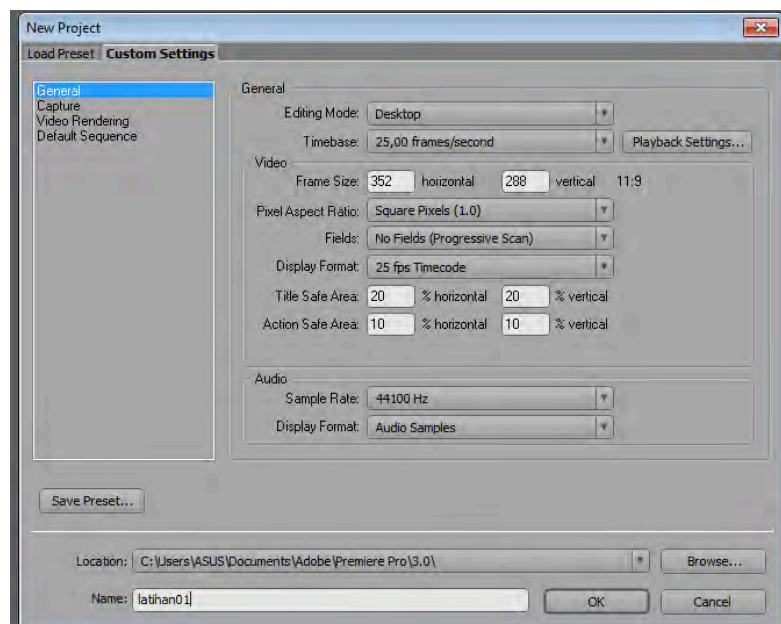 New Project
Load Preset Custom Settings
General
Capture
Video Rendering
Default Sequence
General
Editing Mode: Desktop
Timebase: 25,00 frames/second Playback Settings...
Video
Frame Size: 352 horizontal 288 vertical 11:9
Pixel Aspect Ratio: Square Pixels (1.0)
Fields: No Fields (Progressive Scan)
Display Format: 25 fps Timecode
Title Safe Area: 20 % horizontal 20 % vertical
Action Safe Area: 10 % horizontal 10 % vertical
Audio
Sample Rate: 44100 Hz
Display Format: Audio Samples
Save Preset...
Location: C:\Users\ASUS\Documents\Adobe\Premiere Pro\3.0\ Browse...
Name: latihan01 OK Cancel